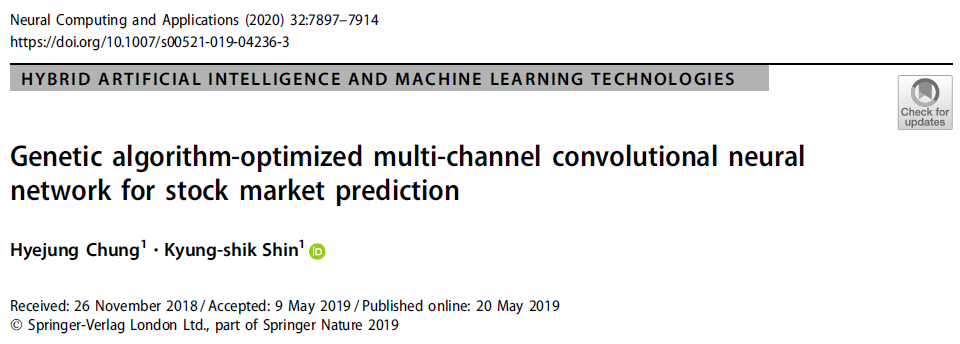 Neural Computing and Applications (2020) 32:7897–7914
https://doi.org/10.1007/s00521-019-04236-3
HYBRID ARTIFICIAL INTELLIGENCE AND MACHINE LEARNING TECHNOLOGIES
Check for
updates
Genetic algorithm-optimized multi-channel convolutional neural
network for stock market prediction
Hyejung Chung1 · Kyung-shik Shin1 iD
Received: 26 November 2018 / Accepted: 9 May 2019 / Published online: 20 May 2019
© Springer-Verlag London Ltd., part of Springer Nature 2019